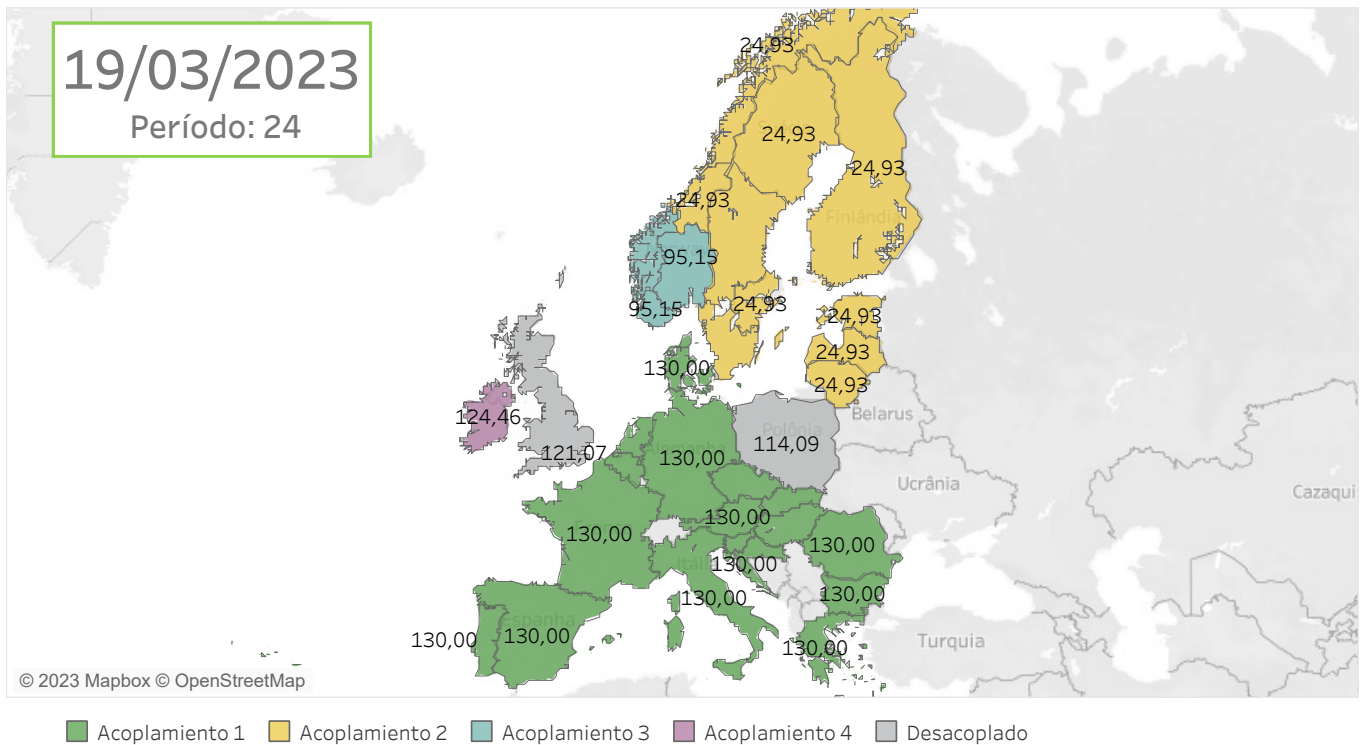 19/03/2023
Período: 24
24,93
24,93
24,93
Finlândia
24,93
95,15
95,15
24,93
24,93
24,93
24,93
130,00
124,46
121,07
Polônia
114,09
Belarus
Alemanha
130,00
Ucrânia
Cazaqui
130,00
130,00
130,00
Itália
130,00
130,00
130,00
Espanha
130,00
130,00
130,00
Turquia
© 2023 Mapbox © OpenStreetMap
Acoplamiento 1
Acoplamiento 2
Acoplamiento 3
Acoplamiento 4
Desacoplado